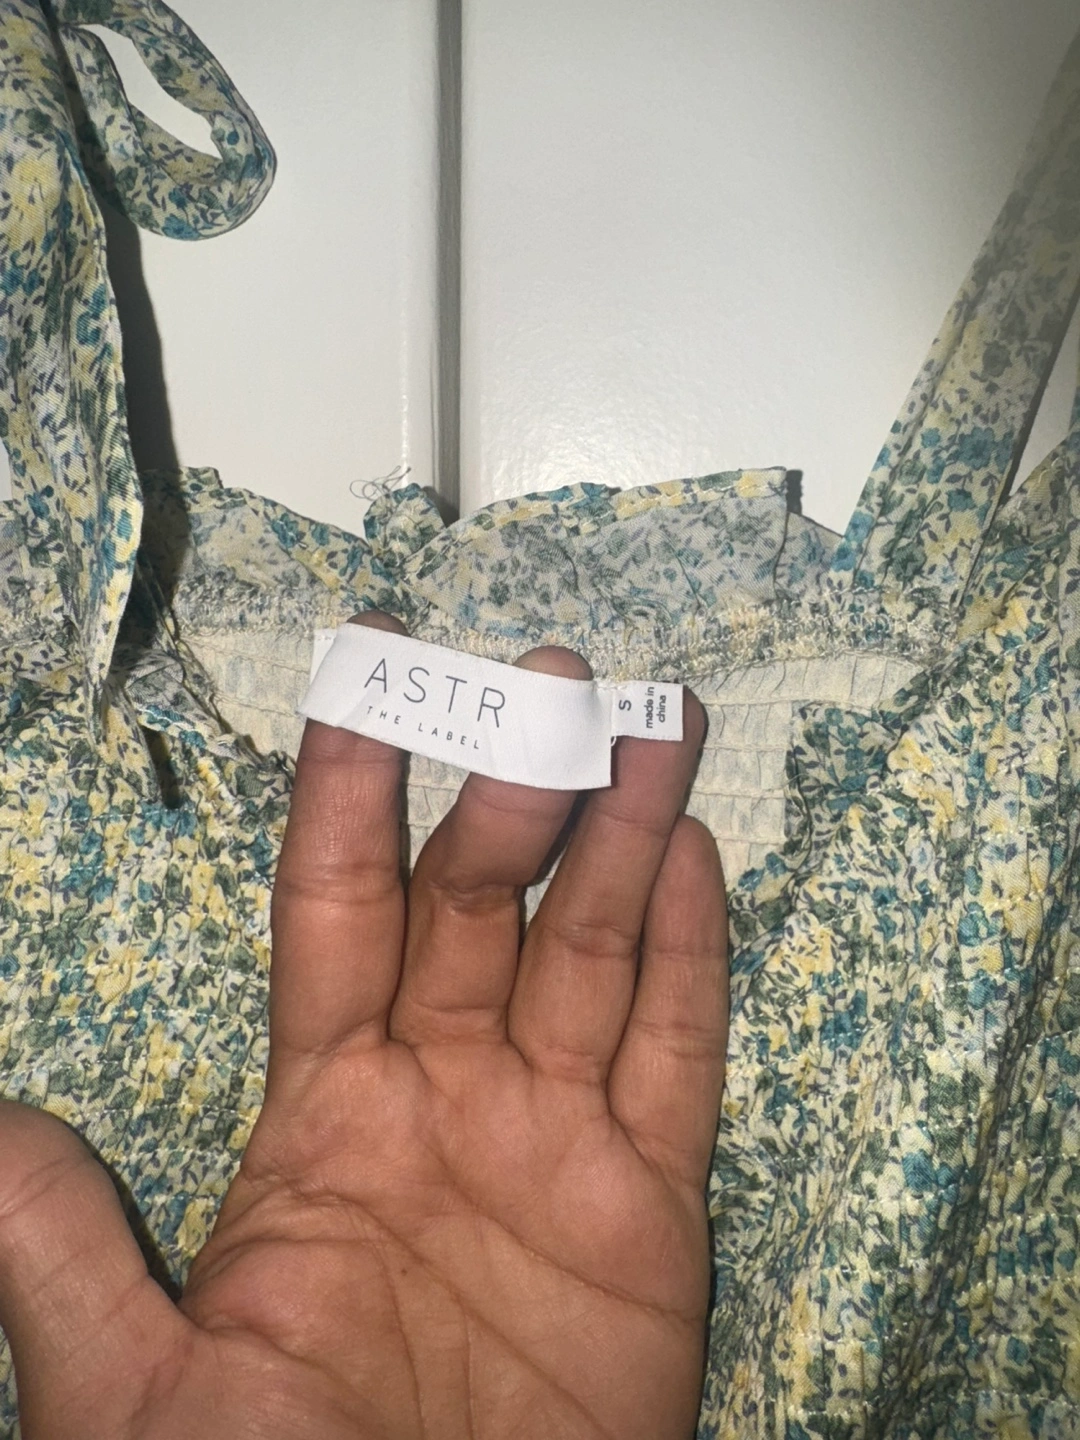 ASTR
THE LABEL
S
made in
china